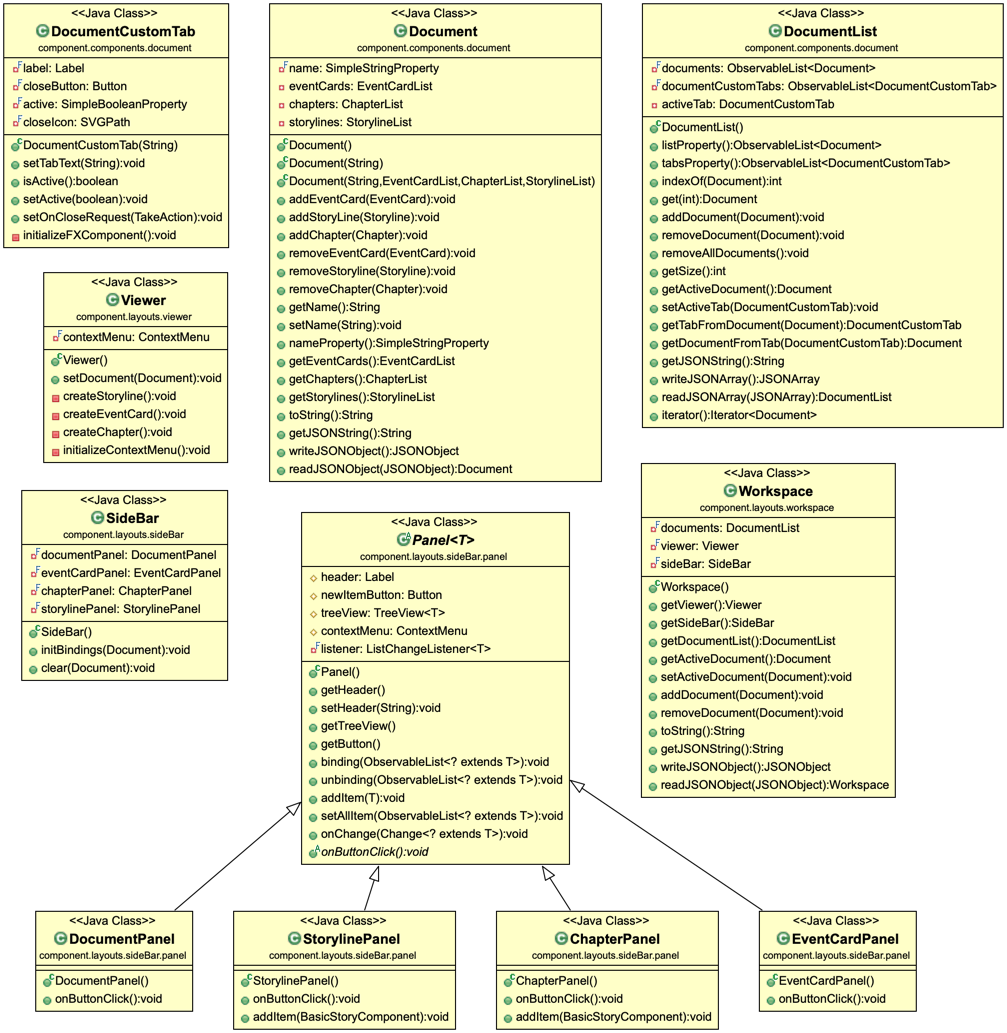 <<Java Class>>
DocumentCustomTab
component.components.document
label: Label
closeButton: Button
active: SimpleBooleanProperty
closeIcon: SVGPath
DocumentCustomTab(String)
setTabText(String):void
isActive():boolean
setActive(boolean):void
setOnCloseRequest(TakeAction):void
initializeFXComponent():void
<<Java Class>>
Document
component.components.document
name: SimpleStringProperty
eventCards: EventCardList
chapters: ChapterList
storylines: StorylineList
Document()
Document(String)
Document(String,EventCardList,ChapterList,StorylineList)
addEventCard(EventCard):void
addStoryLine(Storyline):void
addChapter(Chapter):void
removeEventCard(EventCard):void
removeStoryline(Storyline):void
removeChapter(Chapter):void
getName():String
setName(String):void
nameProperty():SimpleStringProperty
getEventCards():EventCardList
getChapters():ChapterList
getStorylines():StorylineList
toString():String
getJSONString():String
writeJSONObject():JSONObject
readJSONObject(JSONObject):Document
<<Java Class>>
DocumentList
component.components.document
documents: ObservableList<Document>
documentCustomTabs: ObservableList<DocumentCustomTab>
activeTab: DocumentCustomTab
DocumentList()
listProperty():ObservableList<Document>
tabsProperty():ObservableList<DocumentCustomTab>
indexOf(Document):int
get(int):Document
addDocument(Document):void
removeDocument(Document):void
removeAllDocuments():void
getSize():int
getActiveDocument():Document
setActiveTab(DocumentCustomTab):void
getTabFromDocument(Document):DocumentCustomTab
getDocumentFromTab(DocumentCustomTab):Document
getJSONString():String
writeJSONArray():JSONArray
readJSONArray(JSONArray):DocumentList
iterator():Iterator<Document>
<<Java Class>>
Viewer
component.layouts.viewer
contextMenu: ContextMenu
Viewer()
setDocument(Document):void
createStoryline():void
createEventCard():void
createChapter():void
initializeContextMenu():void
<<Java Class>>
SideBar
component.layouts.sideBar
documentPanel: DocumentPanel
eventCardPanel: EventCardPanel
chapterPanel: ChapterPanel
storylinePanel: StorylinePanel
SideBar()
initBindings(Document):void
clear(Document):void
<<Java Class>>
Panel<T>
component.layouts.sideBar.panel
header: Label
newItemButton: Button
treeView: TreeView<T>
contextMenu: ContextMenu
listener: ListChangeListener<T>
Panel()
getHeader()
setHeader(String):void
getTreeView()
getButton()
binding(ObservableList<? extends T>):void
unbinding(ObservableList<? extends T>):void
addItem(T):void
setAllItem(ObservableList<? extends T>):void
onChange(Change<? extends T>):void
onButtonClick():void
<<Java Class>>
Workspace
component.layouts.workspace
documents: DocumentList
viewer: Viewer
sideBar: SideBar
Workspace()
getViewer():Viewer
getSideBar():SideBar
getDocumentList():DocumentList
getActiveDocument():Document
setActiveDocument(Document):void
addDocument(Document):void
removeDocument(Document):void
toString():String
getJSONString():String
writeJSONObject():JSONObject
readJSONObject(JSONObject):Workspace
<<Java Class>>
DocumentPanel
component.layouts.sideBar.panel
DocumentPanel()
onButtonClick():void
<<Java Class>>
StorylinePanel
component.layouts.sideBar.panel
StorylinePanel()
onButtonClick():void
addItem(BasicStoryComponent):void
<<Java Class>>
ChapterPanel
component.layouts.sideBar.panel
ChapterPanel()
onButtonClick():void
addItem(BasicStoryComponent):void
<<Java Class>>
EventCardPanel
component.layouts.sideBar.panel
EventCardPanel()
onButtonClick():void